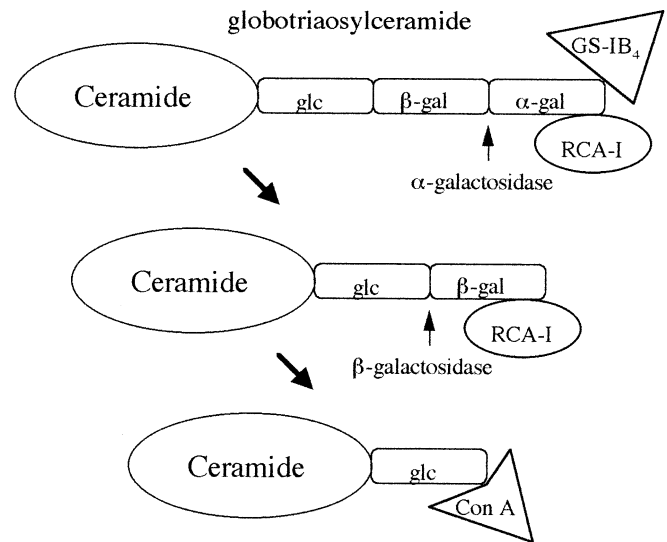 globotriaosylceramide
GS-IB₄
Ceramide
glc
β-gal
α-gal
RCA-I
α-galactosidase
Ceramide
glc
β-gal
RCA-I
β-galactosidase
Ceramide
glc
Con A